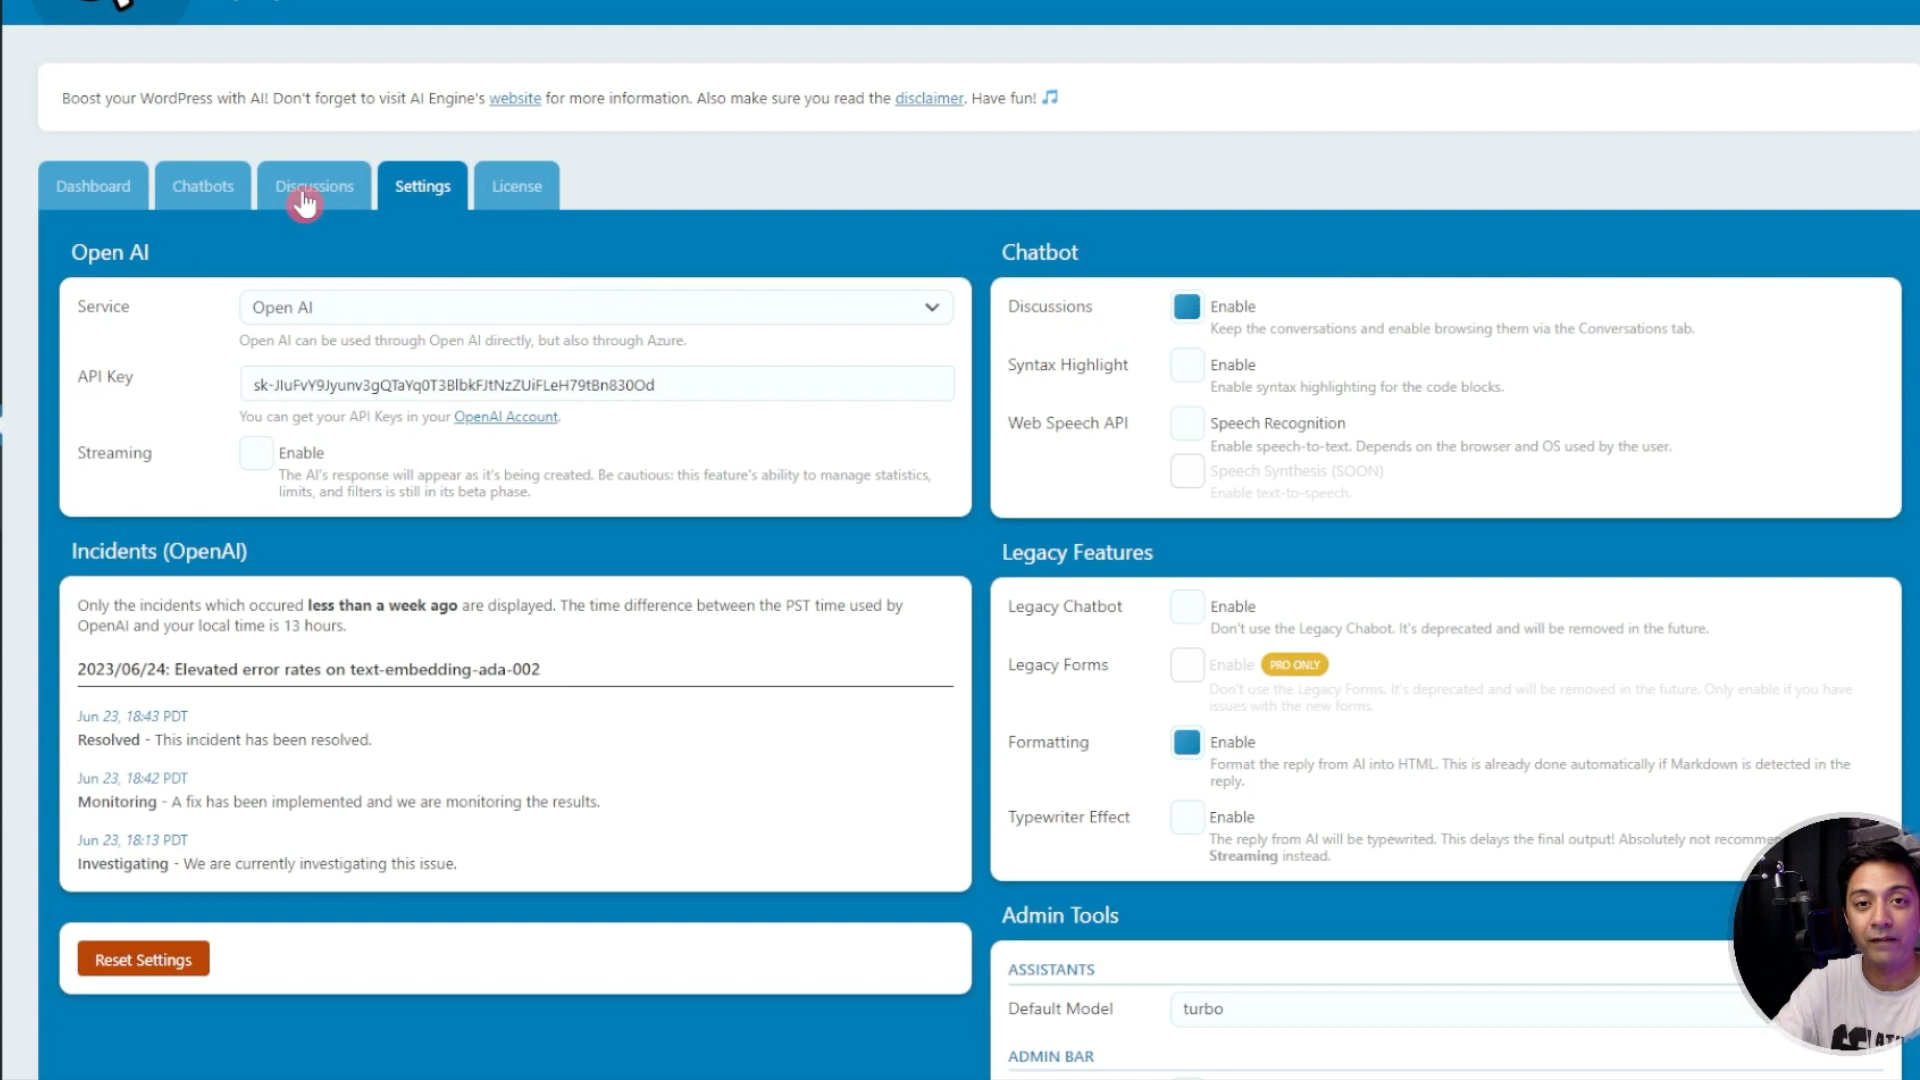 Boost your WordPress with AI! Don't forget to visit AI Engine's website for more information. Also make sure you read the disclaimer. Have fun! 🎵
Dashboard
Chatbots
Discussions
Settings
License
Open AI
Service
Open AI
Open AI can be used through Open AI directly, but also through Azure.
API Key
You can get your API Keys in your OpenAI Account.
Streaming
Enable
The AI's response will appear as it's being created. Be cautious: this feature's ability to manage statistics,
limits, and filters is still in its beta phase.
Incidents (OpenAI)
Only the incidents which occured less than a week ago are displayed. The time difference between the PST time used by
OpenAI and your local time is 13 hours.
2023/06/24: Elevated error rates on text-embedding-ada-002
Jun 23, 18:43 PDT
Resolved - This incident has been resolved.
Jun 23, 18:42 PDT
Monitoring - A fix has been implemented and we are monitoring the results.
Jun 23, 18:13 PDT
Investigating - We are currently investigating this issue.
Reset Settings
Chatbot
Discussions
Enable
Keep the conversations and enable browsing them via the Conversations tab.
Syntax Highlight
Enable
Enable syntax highlighting for the code blocks.
Web Speech API
Speech Recognition
Enable speech-to-text. Depends on the browser and OS used by the user.
Speech Synthesis (SOON)
Enable text-to-speech.
Legacy Features
Legacy Chatbot
Enable
Don't use the Legacy Chabot. It's deprecated and will be removed in the future.
Legacy Forms
Enable PRO ONLY
Don't use the Legacy Forms. It's deprecated and will be removed in the future. Only enable if you have
issues with the new forms.
Formatting
Enable
Format the reply from AI into HTML. This is already done automatically if Markdown is detected in the
reply.
Typewriter Effect
Enable
The reply from AI will be typewrited. This delays the final output! Absolutely not
Streaming instead.
Admin Tools
ASSISTANTS
Default Model
turbo
ADMIN BAR